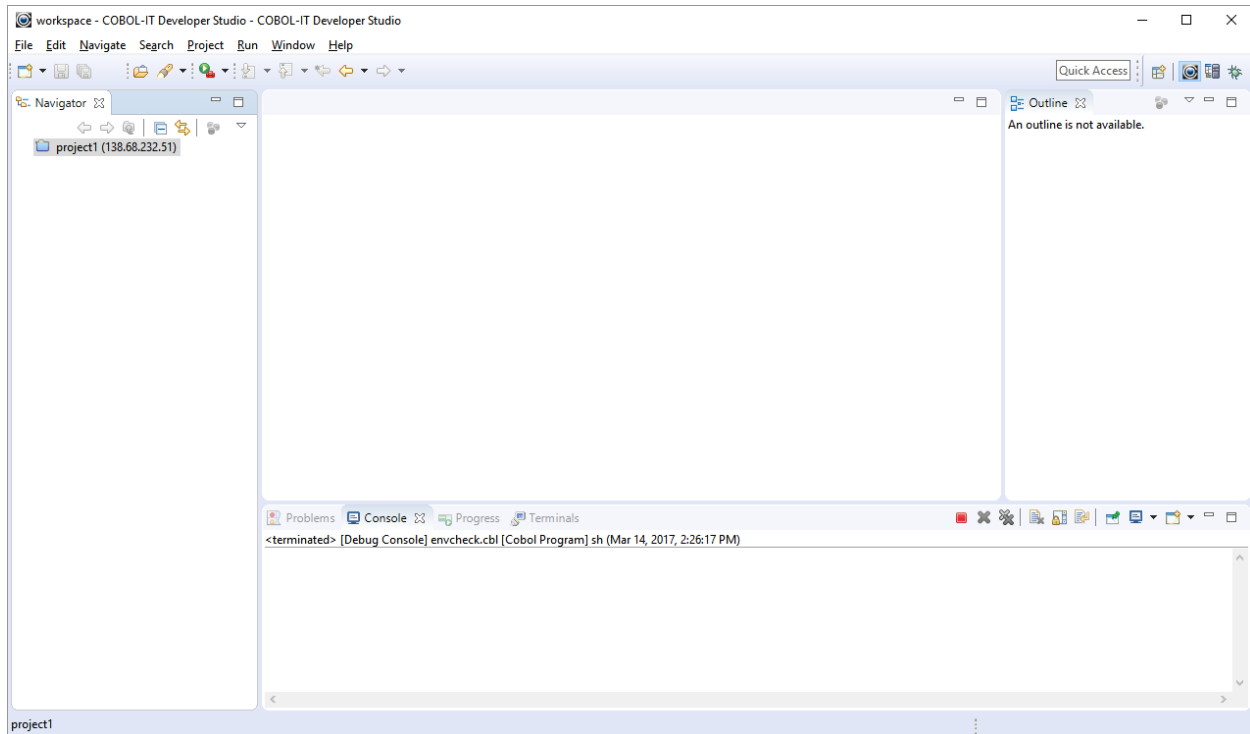 workspace - COBOL-IT Developer Studio - COBOL-IT Developer Studio
File Edit Navigate Search Project Run Window Help
Quick Access
Navigator
Outline
An outline is not available.
project1 (138.68.232.51)
Problems Console Progress Terminals
<terminated> [Debug Console] envcheck.cbl [Cobol Program] sh (Mar 14, 2017, 2:26:17 PM)
project1